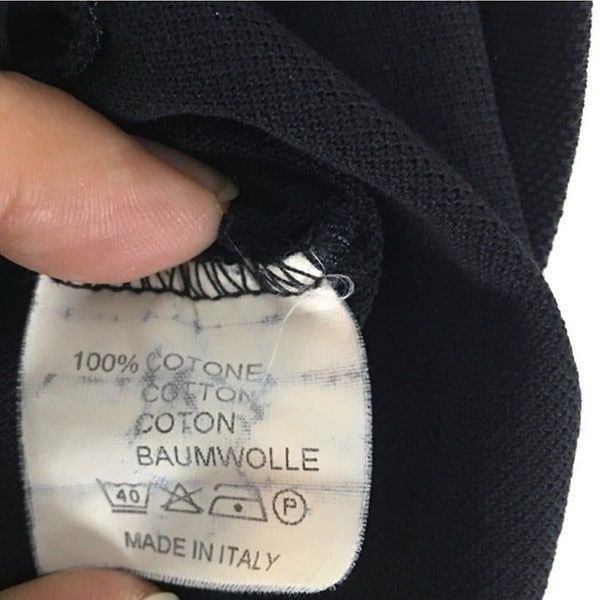 100% COTONE
COTTON
COTON
BAUMWOLLE
40 P
MADE IN ITALY